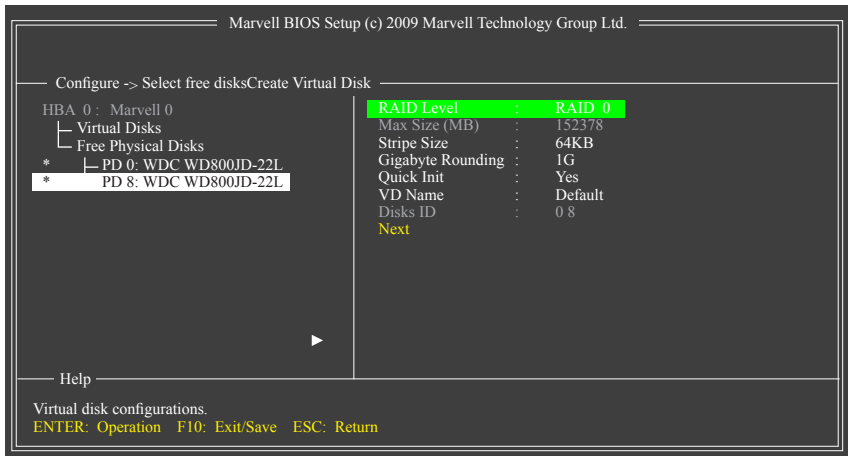 Marvell BIOS Setup (c) 2009 Marvell Technology Group Ltd.
Configure -> Select free disksCreate Virtual Disk
HBA 0 : Marvell 0
Virtual Disks
Free Physical Disks
* PD 0: WDC WD800JD-22L
* PD 8: WDC WD800JD-22L
RAID Level : RAID 0
Max Size (MB) : 152378
Stripe Size : 64KB
Gigabyte Rounding : 1G
Quick Init : Yes
VD Name : Default
Disks ID : 0 8
Next
Help
Virtual disk configurations.
ENTER: Operation F10: Exit/Save ESC: Return